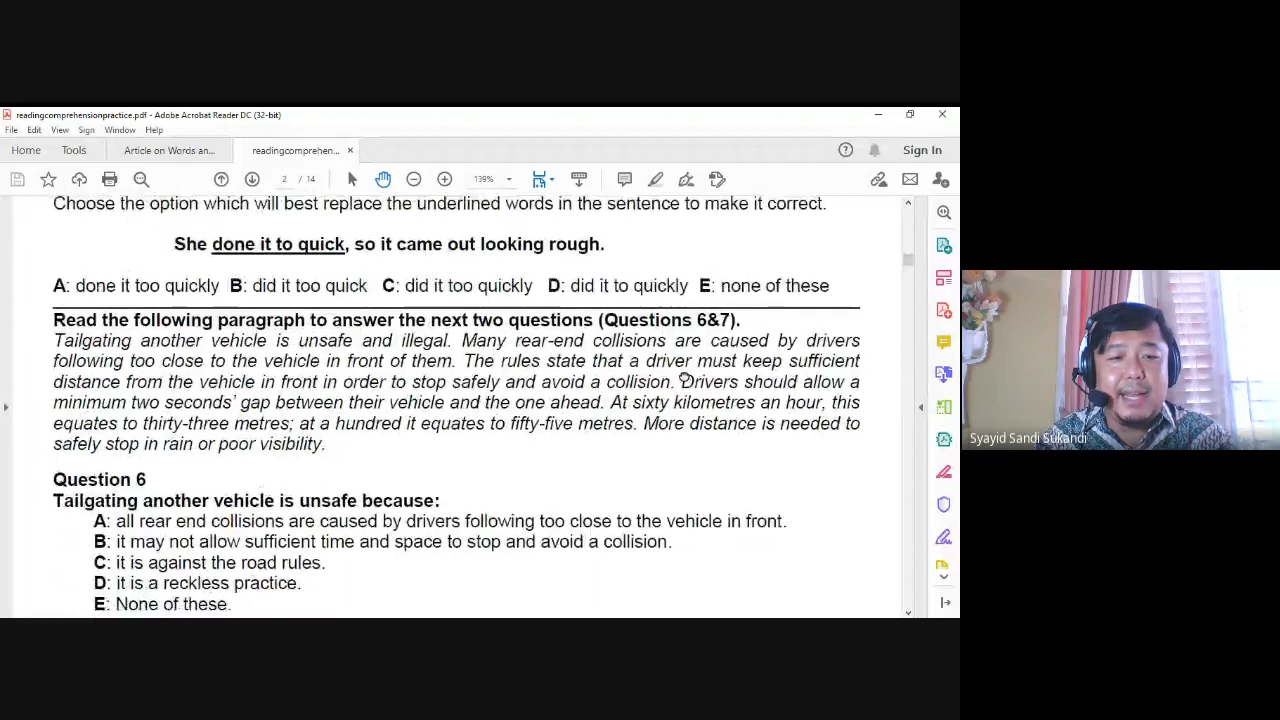 readingcomprehensionpractice.pdf - Adobe Acrobat Reader DC (32-bit)
File Edit View Sign Window Help
Home Tools Article on Words an... readingcomprehen... × Sign In
2 / 14 139%
Choose the option which will best replace the underlined words in the sentence to make it correct.
She done it to quick, so it came out looking rough.
A: done it too quickly B: did it too quick C: did it too quickly D: did it to quickly E: none of these
Read the following paragraph to answer the next two questions (Questions 6&7).
Tailgating another vehicle is unsafe and illegal. Many rear-end collisions are caused by drivers
following too close to the vehicle in front of them. The rules state that a driver must keep sufficient
distance from the vehicle in front in order to stop safely and avoid a collision. Drivers should allow a
minimum two seconds' gap between their vehicle and the one ahead. At sixty kilometres an hour, this
equates to thirty-three metres; at a hundred it equates to fifty-five metres. More distance is needed to
safely stop in rain or poor visibility.
Question 6
Tailgating another vehicle is unsafe because:
A: all rear end collisions are caused by drivers following too close to the vehicle in front.
B: it may not allow sufficient time and space to stop and avoid a collision.
C: it is against the road rules.
D: it is a reckless practice.
E: None of these.
Syayid Sandi Sukandi